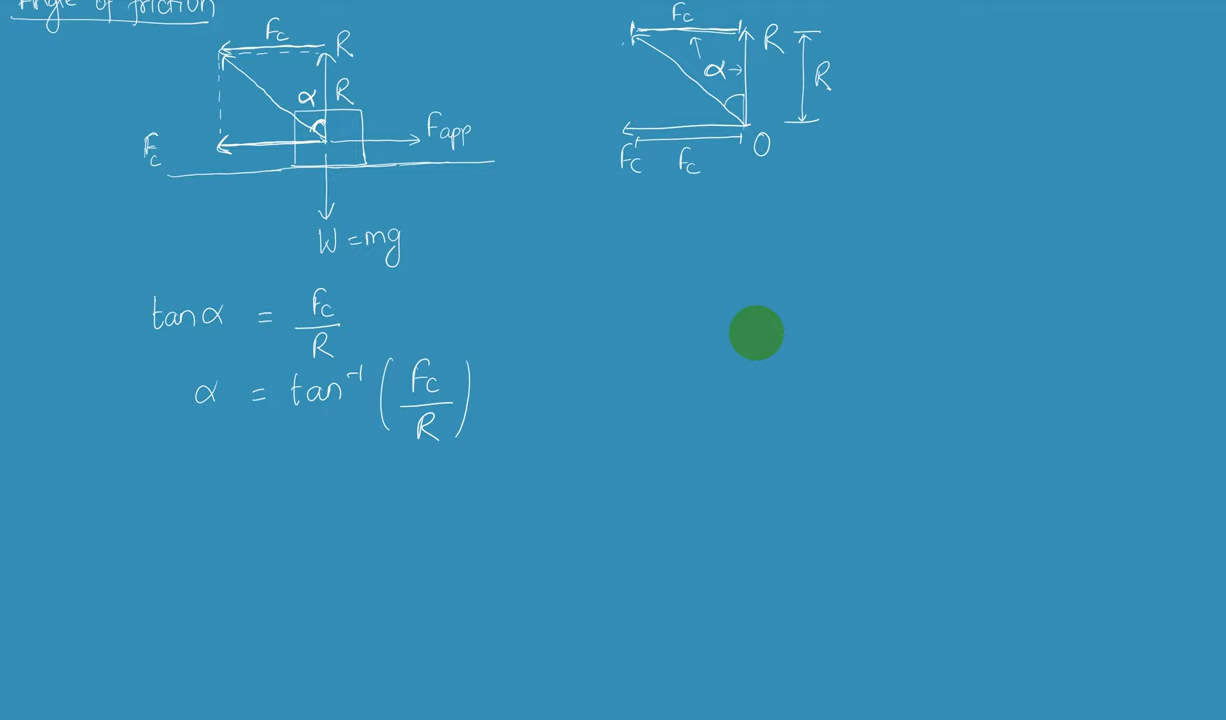 Angle of friction
Fc R
α R
Fc Fapp
W = mg
Fc
R
α R
O
Fc Fc
tan α = Fc / R
α = tan⁻¹ ( Fc / R )